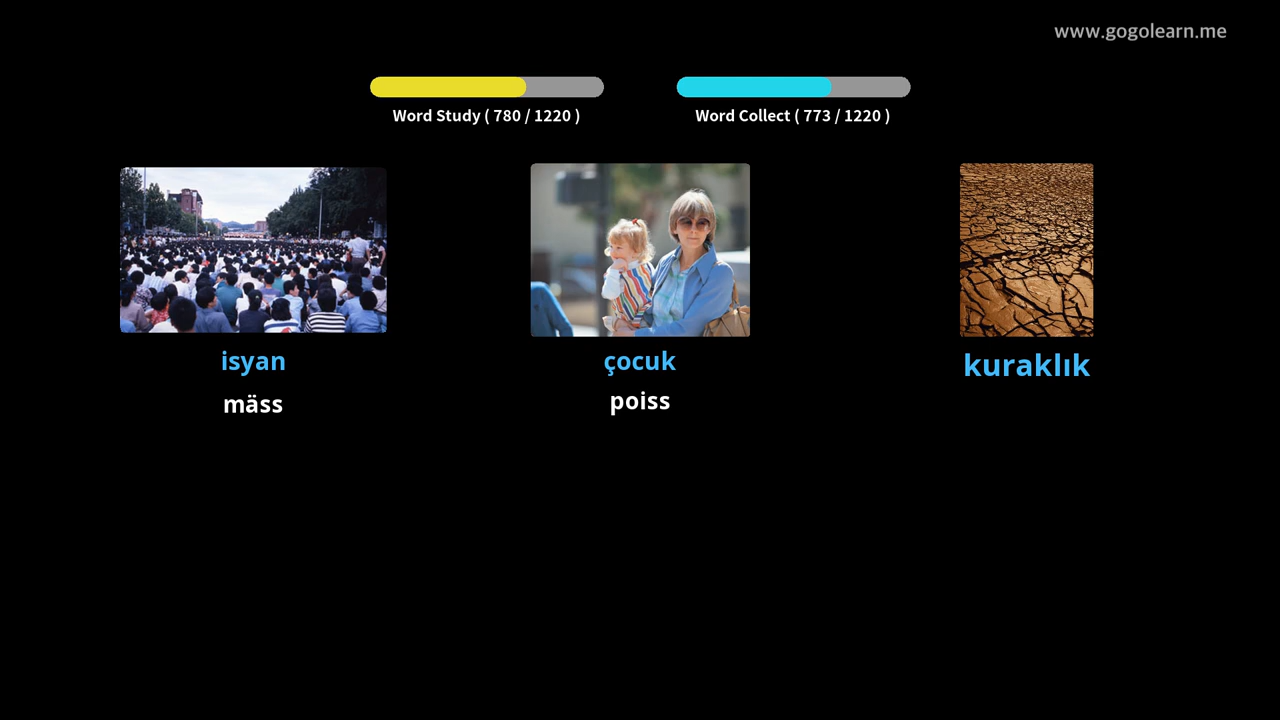 www.gogolearn.me
Word Study ( 780 / 1220 )
Word Collect ( 773 / 1220 )
isyan
mäss
çocuk
poiss
kuraklık